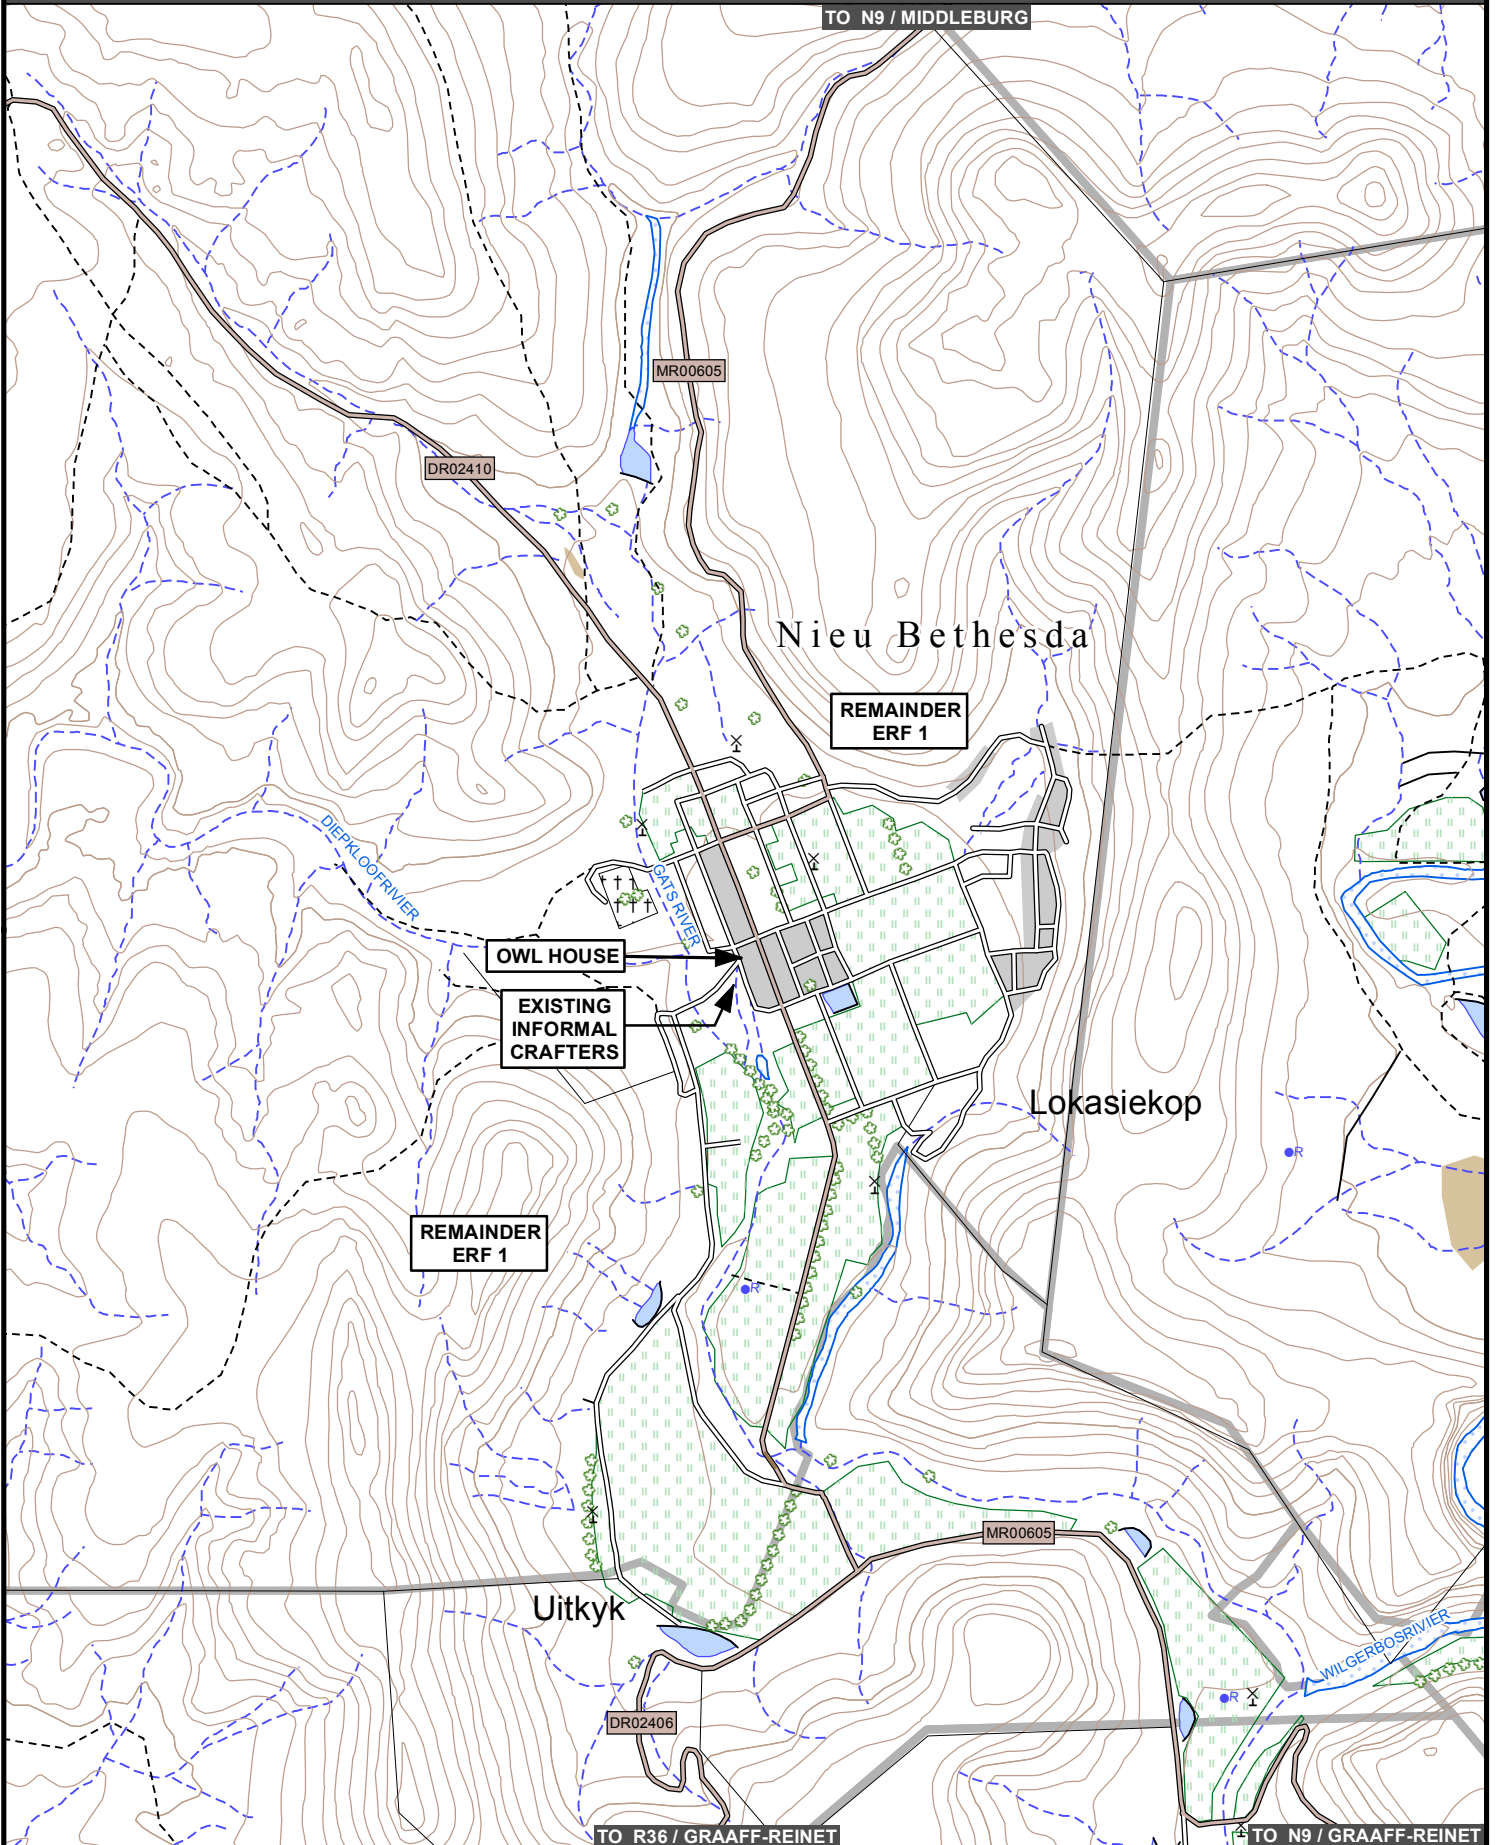 TO N9 / MIDDLEBURG
MR00605
DR02410
Nieu Bethesda
REMAINDER
ERF 1
DIEPKLOOFRIVIER
GATS RIVER
OWL HOUSE
EXISTING
INFORMAL
CRAFTERS
Lokasiekop
R
REMAINDER
ERF 1
R
MR00605
Uitkyk
WILGERBOSRIVIER
R
DR02406
TO R36 / GRAAFF-REINET
TO N9 / GRAAFF-REINET